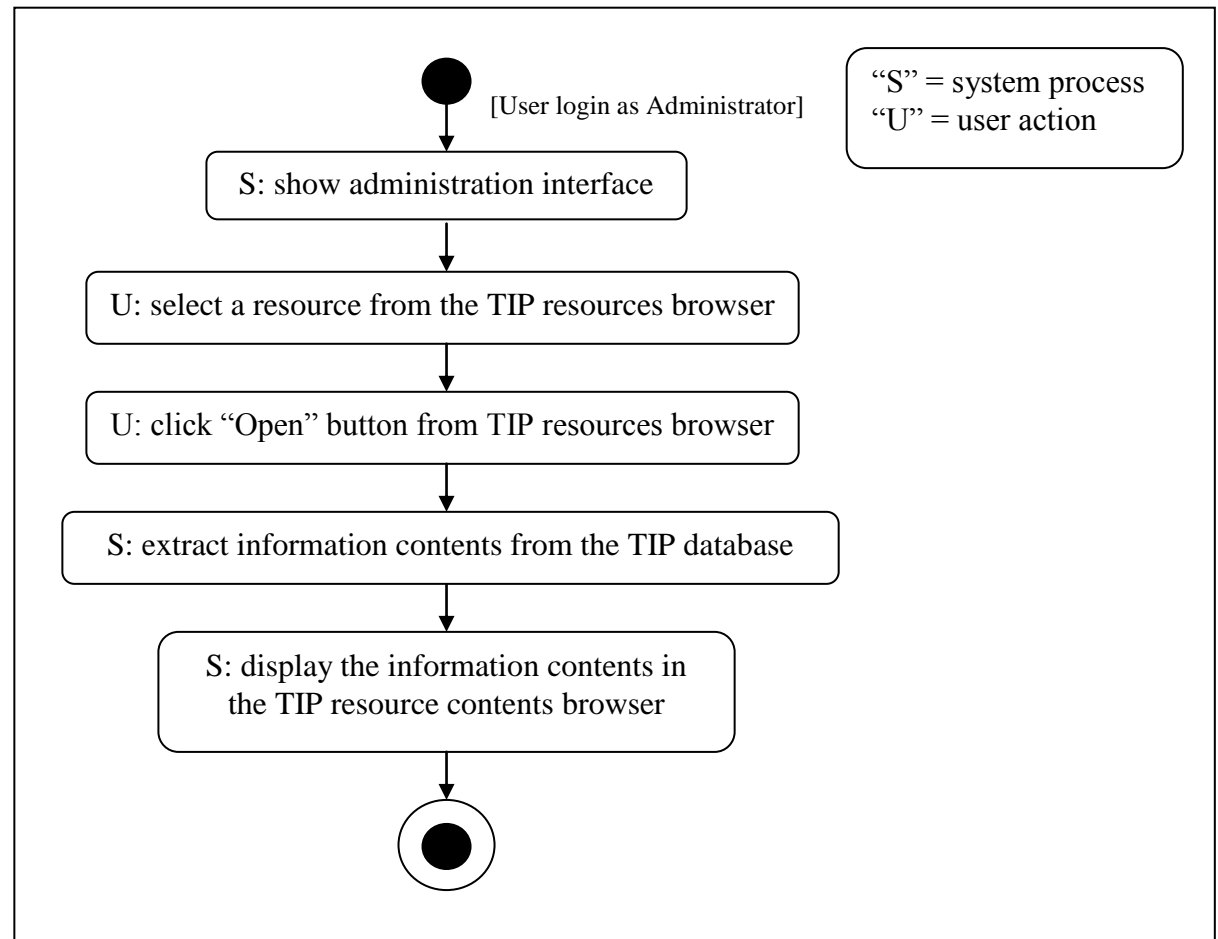 “S” = system process
“U” = user action
[User login as Administrator]
S: show administration interface
U: select a resource from the TIP resources browser
U: click “Open” button from TIP resources browser
S: extract information contents from the TIP database
S: display the information contents in
the TIP resource contents browser